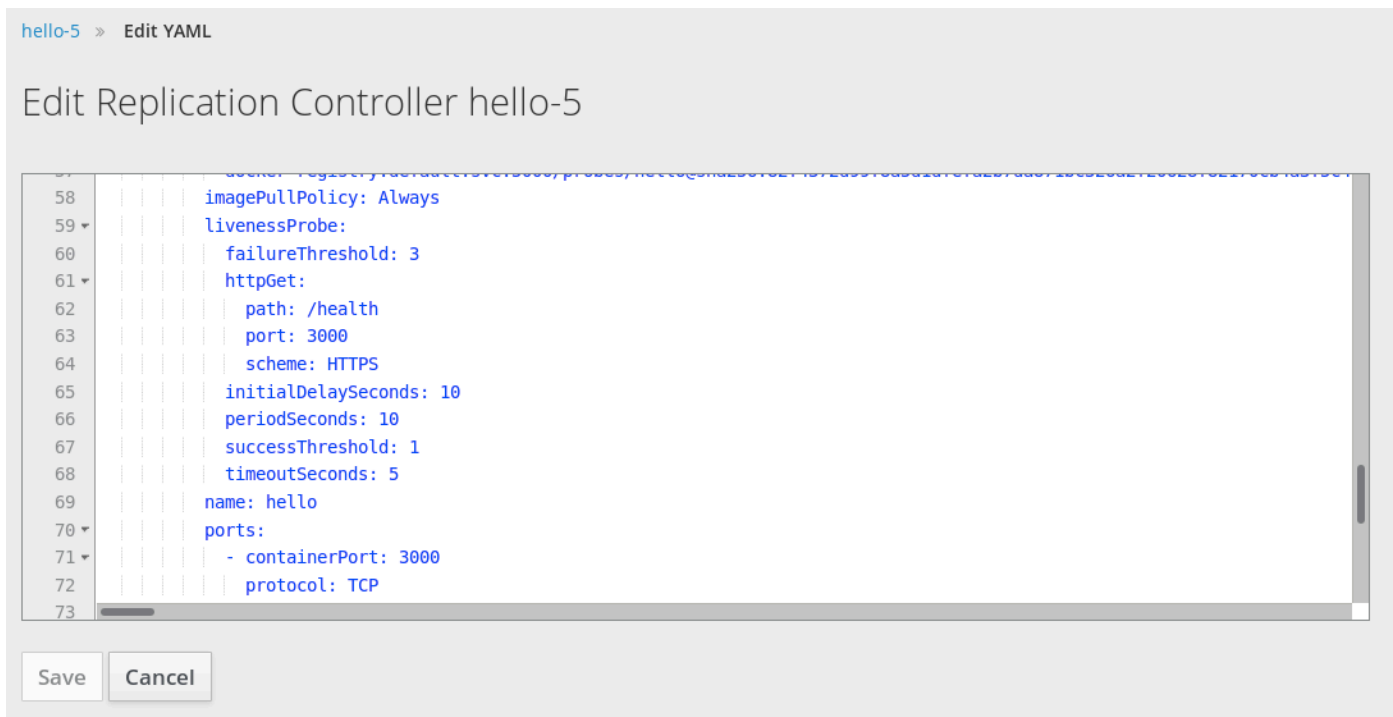 hello-5 » Edit YAML
Edit Replication Controller hello-5
58 imagePullPolicy: Always
59 livenessProbe:
60 failureThreshold: 3
61 httpGet:
62 path: /health
63 port: 3000
64 scheme: HTTPS
65 initialDelaySeconds: 10
66 periodSeconds: 10
67 successThreshold: 1
68 timeoutSeconds: 5
69 name: hello
70 ports:
71 - containerPort: 3000
72 protocol: TCP
73
Save Cancel